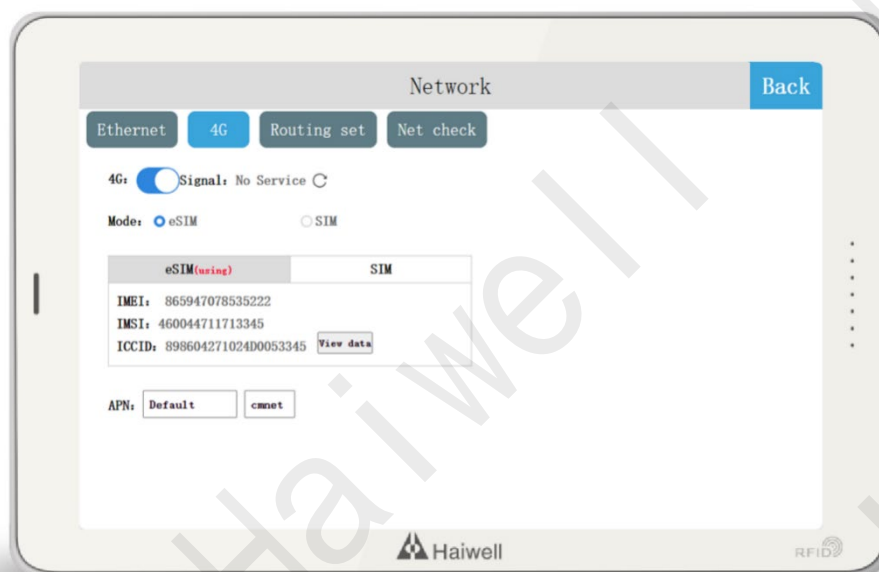 Network
Back
Ethernet
4G
Routing set
Net check
4G:
Signal: No Service
Mode: eSIM
SIM
eSIM(using)
SIM
IMEI: 865947078535222
IMSI: 460044711713345
ICCID: 898604271024D0053345 View data
APN: Default
cmnet
Haiwell
RFID
Haiwell